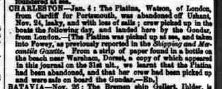 CHARLESTON—Jan. 4: The Platina, Watson, of London,
from Cardiff for Portsmouth, was abandoned off Ushant,
Nov. 24, leaky, and with loss of sails; crew picked up in the
boats the following day, and landed here by the Gondar,
from London.—[The Platina was picked up at sea, and taken
into Fowey, as previously reported in the Shipping and Mer-
cantile Gazette. From a strip of paper found in a bottle on
the beach near Wareham, Dorset, a copy of which appeared
in this journal on the 31st ult., we learnt that the Platina
had been abandoned, and that her crew had been picked up
and were safe on board the Gondar.—ED.]
BATAVIA—Nov. 26: The Bremen ship Gellert, Ihlder, is